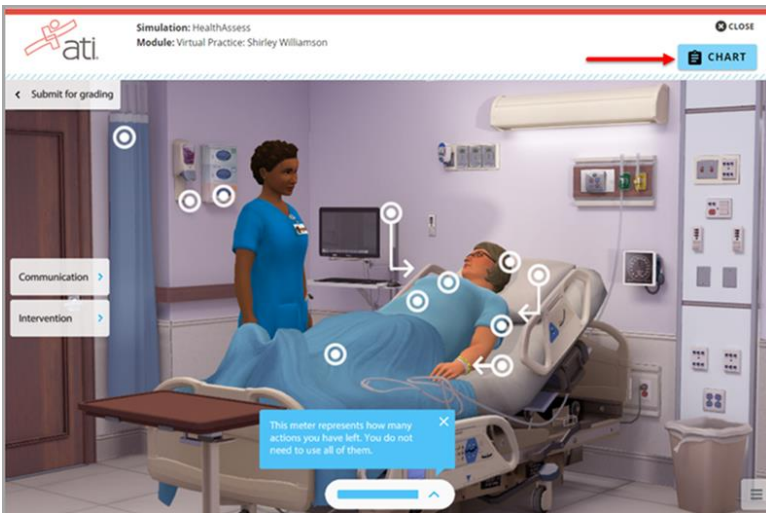 ati
Simulation: HealthAssess
Module: Virtual Practice: Shirley Williamson
CLOSE
CHART
Submit for grading
Communication
Intervention
This meter represents how many
actions you have left. You do not
need to use all of them.